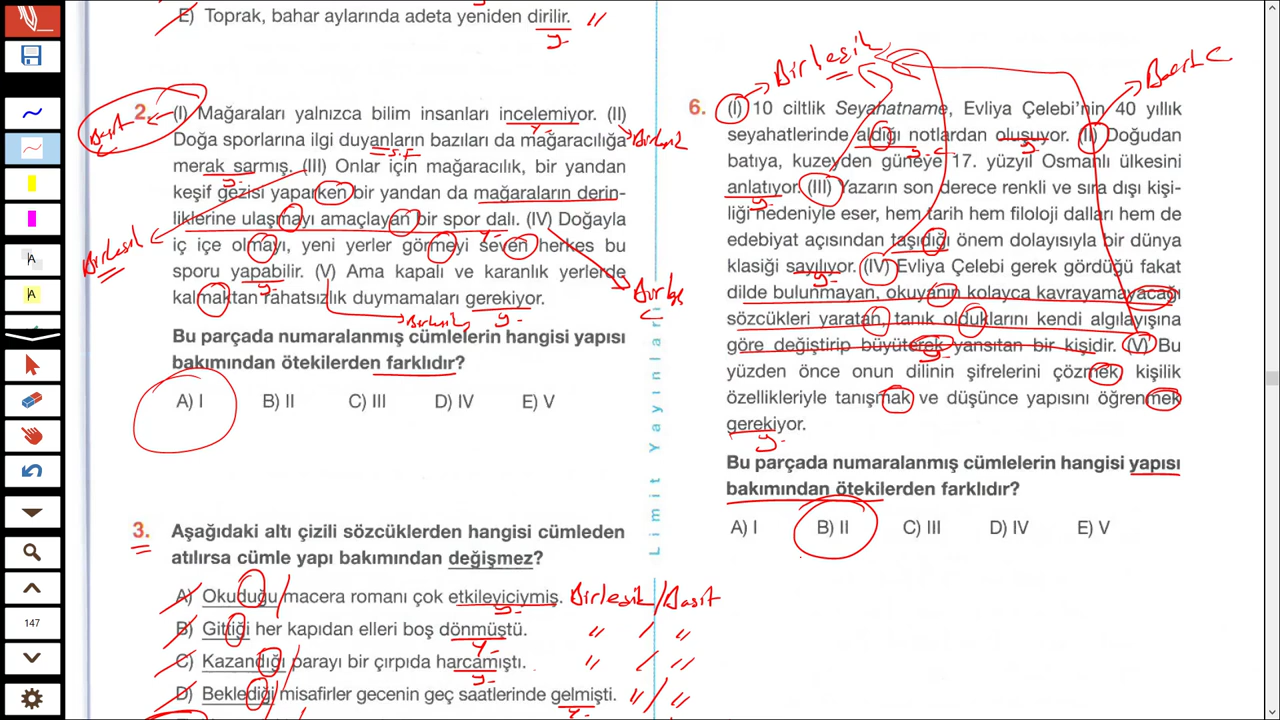 E) Toprak, bahar aylarında adeta yeniden dirilir. //
y-
2. (I) Mağaraları yalnızca bilim insanları incelemiyor. (II)
Doğa sporlarına ilgi duyanların bazıları da mağaracılığa
merak sarmış. (III) Onlar için mağaracılık, bir yandan
keşif gezisi yaparken bir yandan da mağaraların derin-
liklerine ulaşmayı amaçlayan bir spor dalı. (IV) Doğayla
iç içe olmayı, yeni yerler görmeyi seven herkes bu
sporu yapabilir. (V) Ama kapalı ve karanlık yerlerde
kalmaktan rahatsızlık duymamaları gerekiyor.
Birleşik
Bu parçada numaralanmış cümlelerin hangisi yapısı
bakımından ötekilerden farklıdır?
A) I B) II C) III D) IV E) V
3. Aşağıdaki altı çizili sözcüklerden hangisi cümleden
atılırsa cümle yapı bakımından değişmez?
A) Okuduğu macera romanı çok etkileyiciymiş. Birleşik / Basit
B) Gittiği her kapıdan elleri boş dönmüştü. // / //
C) Kazandığı parayı bir çırpıda harcamıştı. // / //
D) Beklediği misafirler gecenin geç saatlerinde gelmişti. // / //
Limit Yayınları
Birleşik
6. (I) 10 ciltlik Seyahatname, Evliya Çelebi'nin 40 yıllık
seyahatlerinde aldığı notlardan oluşuyor. (II) Doğudan
batıya, kuzeyden güneye 17. yüzyıl Osmanlı ülkesini
anlatıyor. (III) Yazarın son derece renkli ve sıra dışı kişi-
liği nedeniyle eser, hem tarih hem filoloji dalları hem de
edebiyat açısından taşıdığı önem dolayısıyla bir dünya
klasiği sayılıyor. (IV) Evliya Çelebi gerek gördüğü fakat
dilde bulunmayan, okuyanın kolayca kavrayamayacağı
sözcükleri yaratan, tanık olduklarını kendi algılayışına
göre değiştirip büyüterek yansıtan bir kişidir. (V) Bu
yüzden önce onun dilinin şifrelerini çözmek kişilik
özellikleriyle tanışmak ve düşünce yapısını öğrenmek
gerekiyor.
y-
Bu parçada numaralanmış cümlelerin hangisi yapısı
bakımından ötekilerden farklıdır?
A) I B) II C) III D) IV E) V
A
A
147